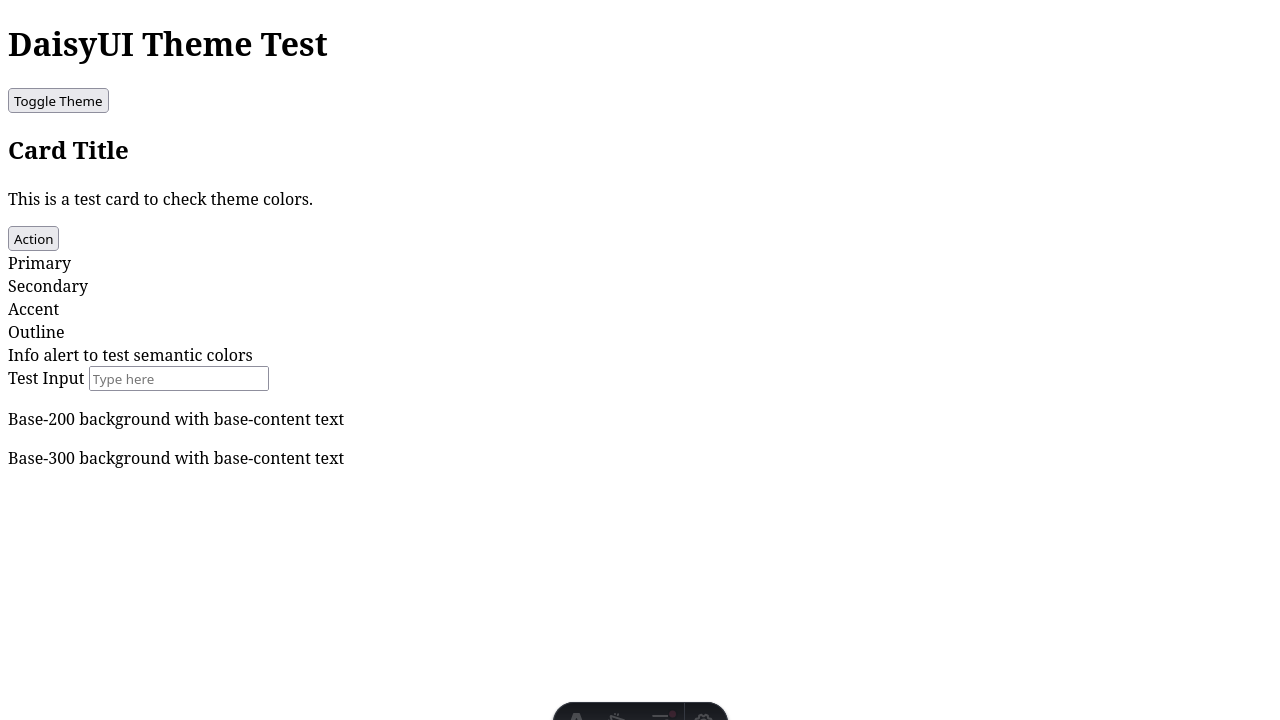 DaisyUI Theme Test
Toggle Theme
Card Title
This is a test card to check theme colors.
Action
Primary
Secondary
Accent
Outline
Info alert to test semantic colors
Test Input Type here
Base-200 background with base-content text
Base-300 background with base-content text